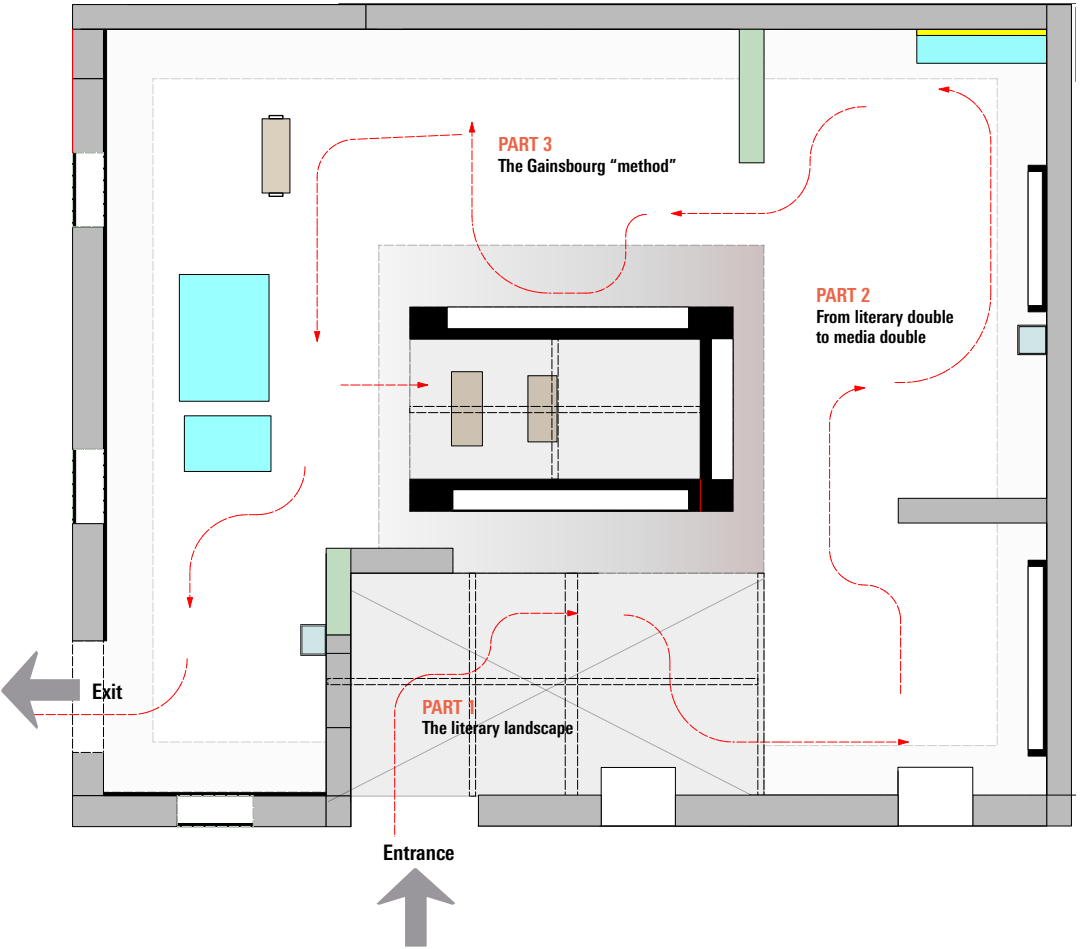 PART 3
The Gainsbourg “method”
PART 2
From literary double
to media double
Exit
PART 1
The literary landscape
Entrance